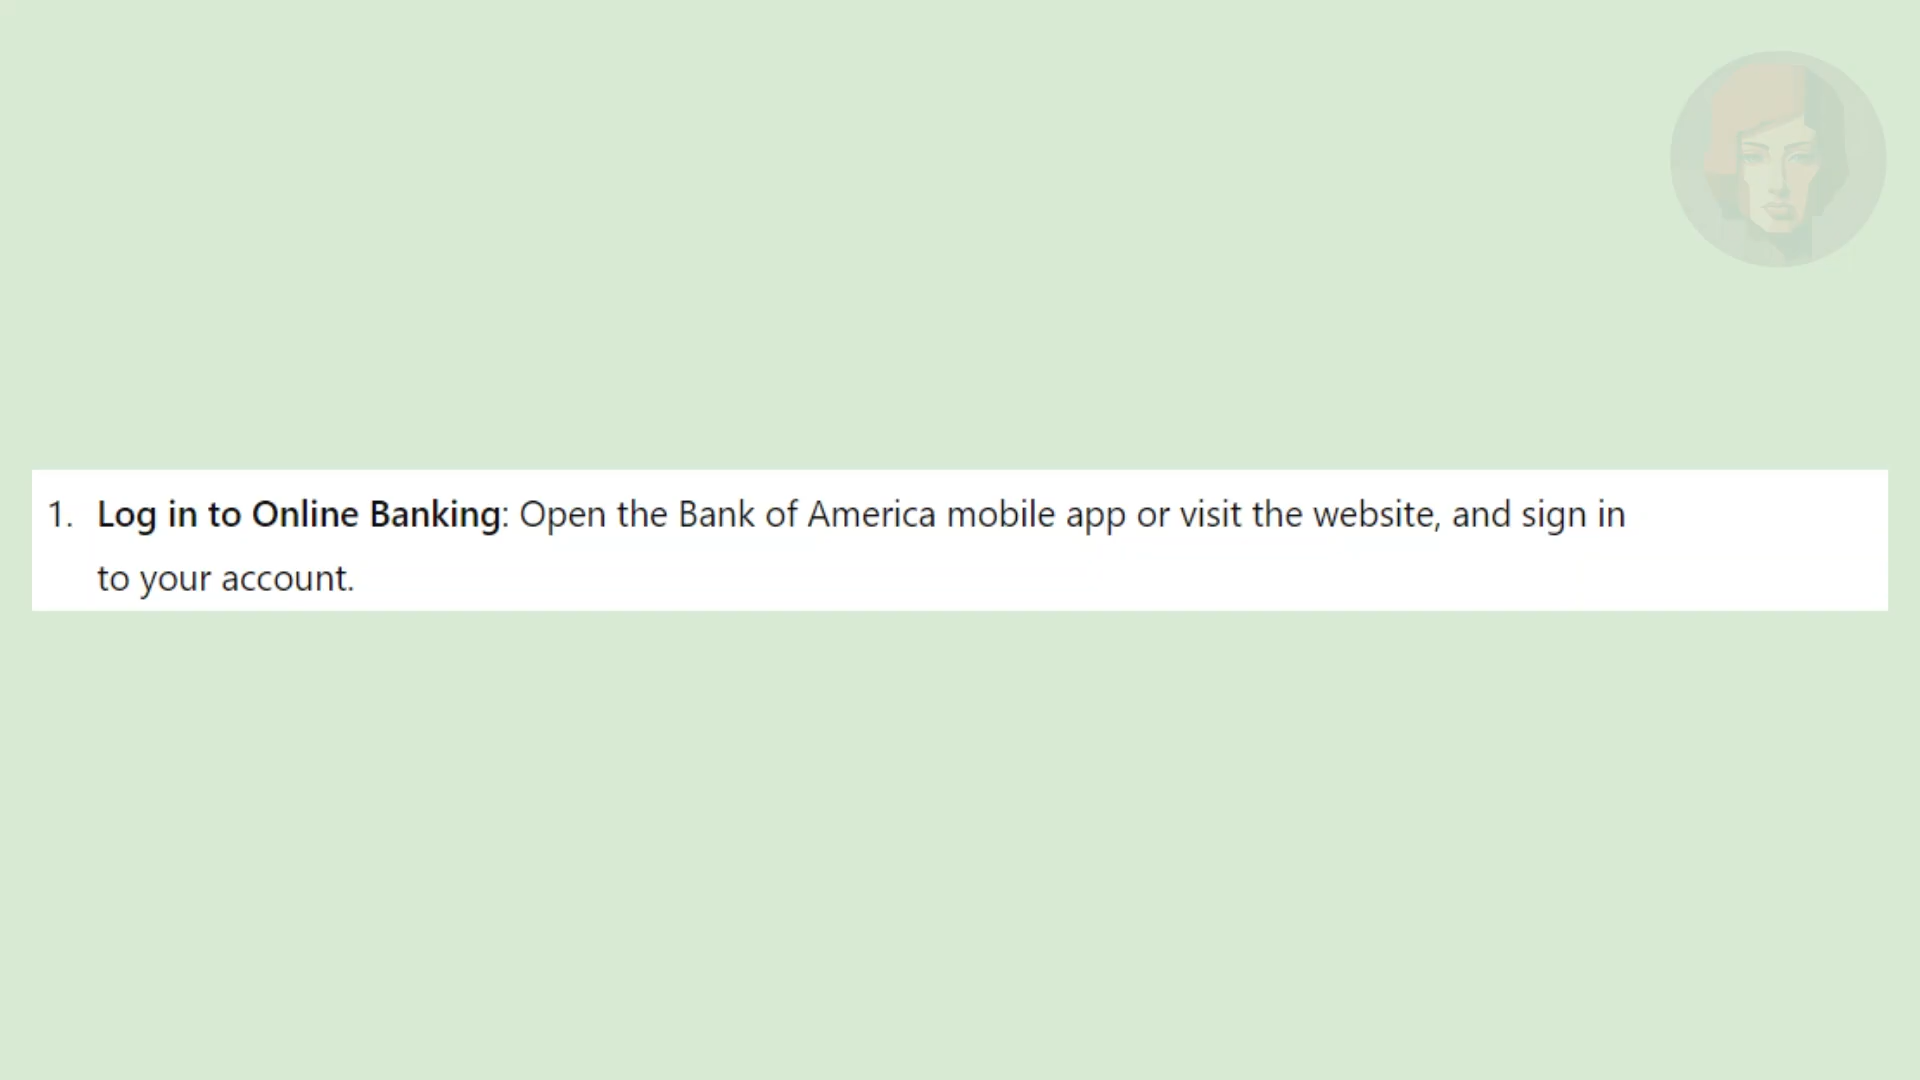 1. Log in to Online Banking: Open the Bank of America mobile app or visit the website, and sign in
to your account.